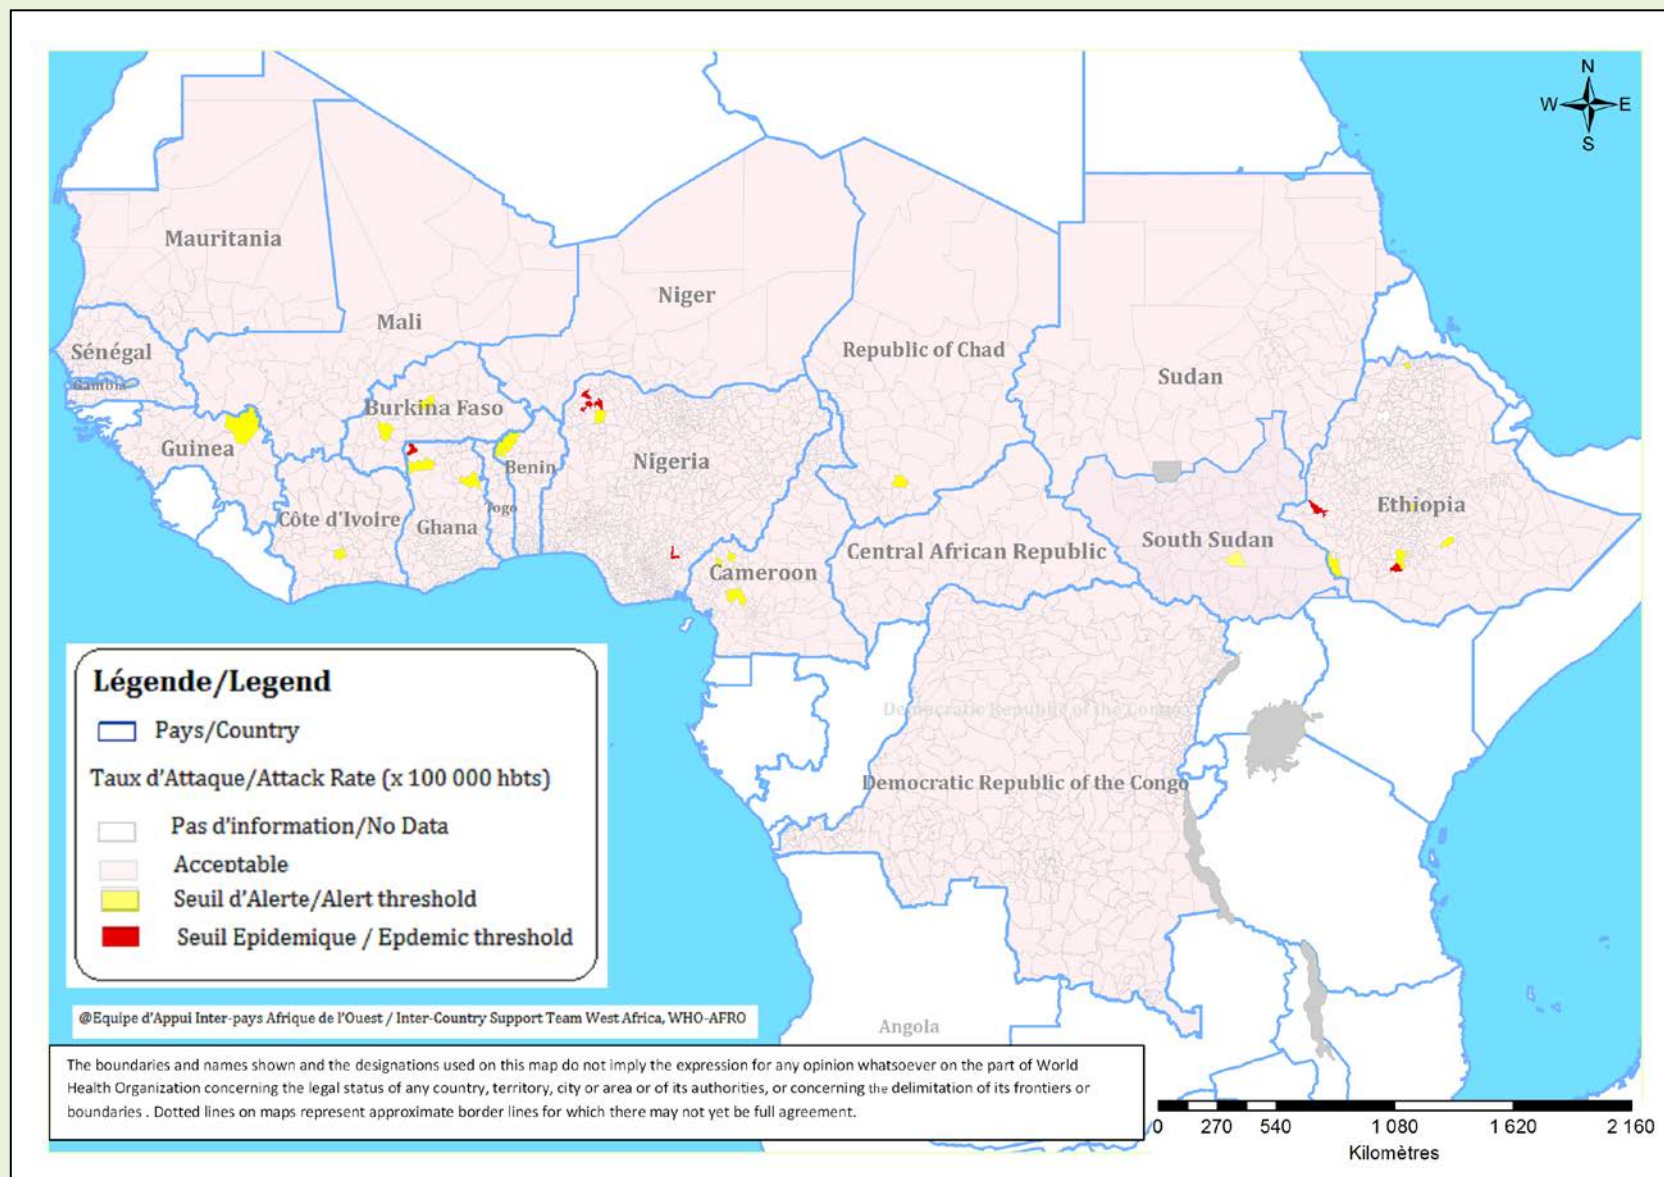 N
W E
S
Mauritania
Niger
Mali
Republic of Chad
Sénégal
Sudan
Gambia
Burkina Faso
Guinea
Nigeria
Benin
Ethiopia
Togo
Côte d'Ivoire
Ghana
South Sudan
Central African Republic
Cameroon
Democratic Republic of the Congo
Democratic Republic of the Congo
Angola
Légende/Legend
Pays/Country
Taux d'Attaque/Attack Rate (x 100 000 hbts)
Pas d'information/No Data
Acceptable
Seuil d'Alerte/Alert threshold
Seuil Epidemique / Epdemic threshold
@Equipe d'Appui Inter-pays Afrique de l'Ouest / Inter-Country Support Team West Africa, WHO-AFRO
The boundaries and names shown and the designations used on this map do not imply the expression for any opinion whatsoever on the part of World
Health Organization concerning the legal status of any country, territory, city or area or of its authorities, or concerning the delimitation of its frontiers or
boundaries . Dotted lines on maps represent approximate border lines for which there may not yet be full agreement.
0 270 540 1 080 1 620 2 160
Kilomètres